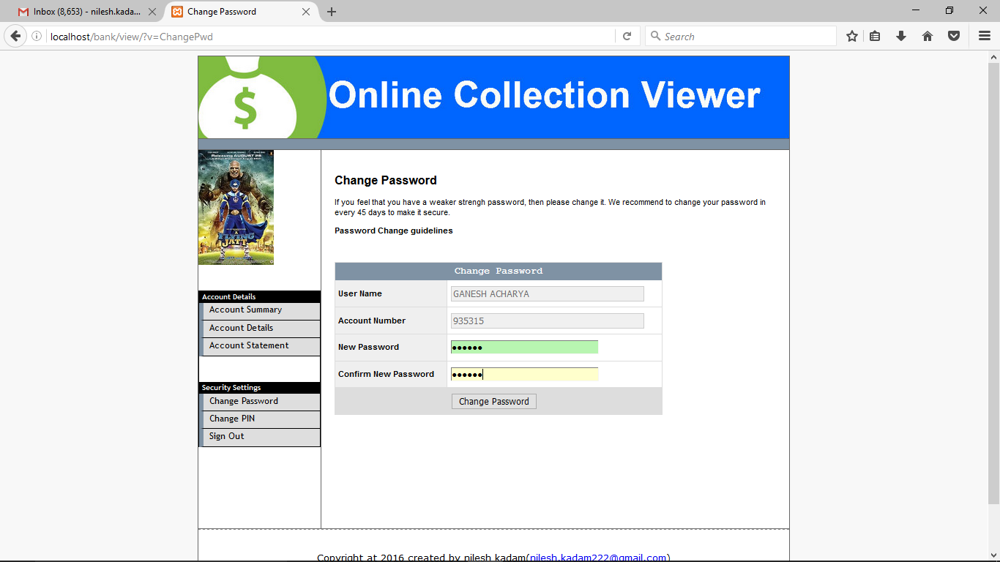 Inbox (8,653) - nilesh.kada...
Change Password
localhost/bank/view/?v=ChangePwd
Search
$
Online Collection Viewer
Releasing AUGUST 25
A
FLYING
JATT
Change Password
If you feel that you have a weaker strengh password, then please change it. We recommend to change your password in
every 45 days to make it secure.
Password Change guidelines
Change Password
User Name
GANESH ACHARYA
Account Number
935315
New Password
••••••
Confirm New Password
••••••
Change Password
Account Details
Account Summary
Account Details
Account Statement
Security Settings
Change Password
Change PIN
Sign Out
Copyright at 2016 created by nilesh kadam(nilesh.kadam222@gmail.com)